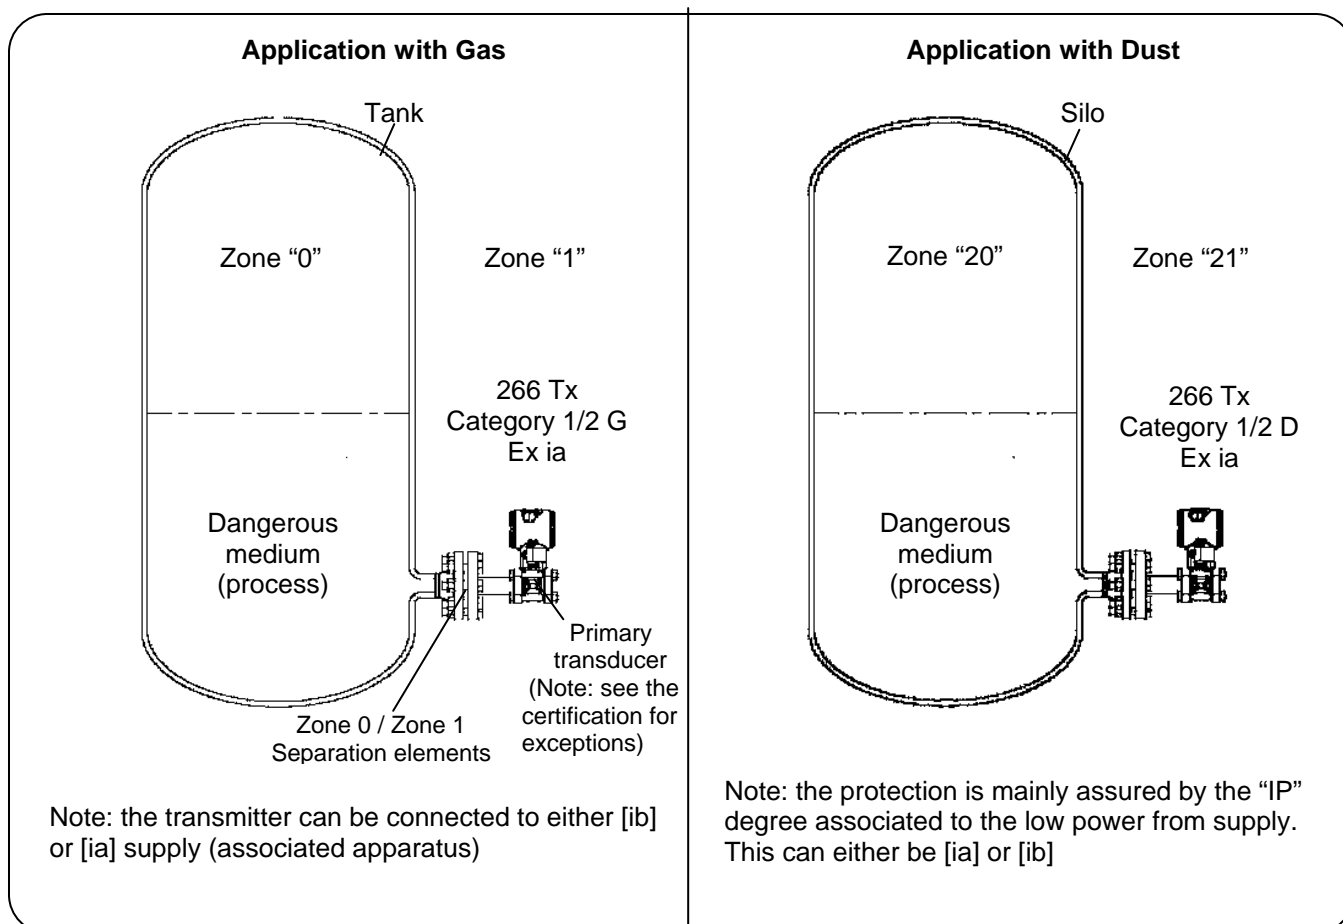 Application with Gas
Tank
Zone “0”
Zone “1”
266 Tx
Category 1/2 G
Ex ia
Dangerous
medium
(process)
Primary
transducer
(Note: see the
certification for
exceptions)
Zone 0 / Zone 1
Separation elements
Note: the transmitter can be connected to either [ib]
or [ia] supply (associated apparatus)
Application with Dust
Silo
Zone “20”
Zone “21”
266 Tx
Category 1/2 D
Ex ia
Dangerous
medium
(process)
Note: the protection is mainly assured by the “IP”
degree associated to the low power from supply.
This can either be [ia] or [ib]